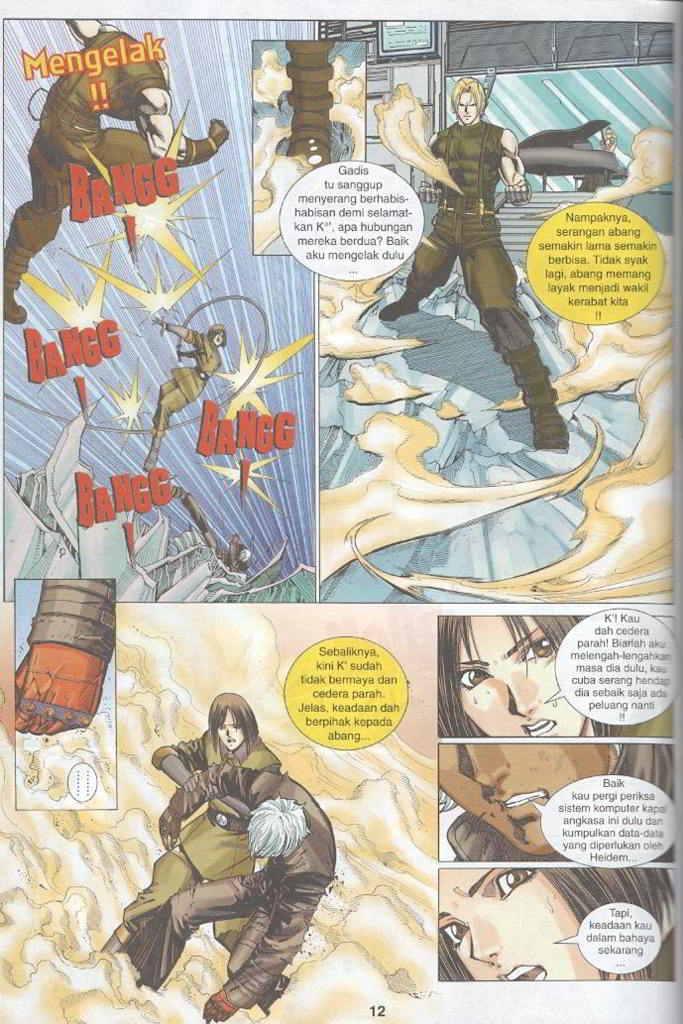 Mengelak
!!
BANGG
!
BANGG
!
BANGG
!
BANGG
!
Gadis
tu sanggup
menyerang berhabis-
habisan demi selamat-
kan K', apa hubungan
mereka berdua? Baik
aku mengelak dulu
...
Nampaknya,
serangan abang
semakin lama semakin
berbisa. Tidak syak
lagi, abang memang
layak menjadi wakil
kerabat kita
!!
......
Sebaliknya,
kini K' sudah
tidak bermaya dan
cedera parah.
Jelas, keadaan dah
berpihak kepada
abang...
K'! Kau
dah cedera
parah! Biarlah aku
melengah-lengahkan
masa dia dulu, kau
cuba serang hendap
dia sebaik saja ada
peluang nanti
!!
Baik
kau pergi periksa
sistem komputer kapal
angkasa ini dulu dan
kumpulkan data-data
yang diperlukan oleh
Heidern...
Tapi,
keadaan kau
dalam bahaya
sekarang
...
12